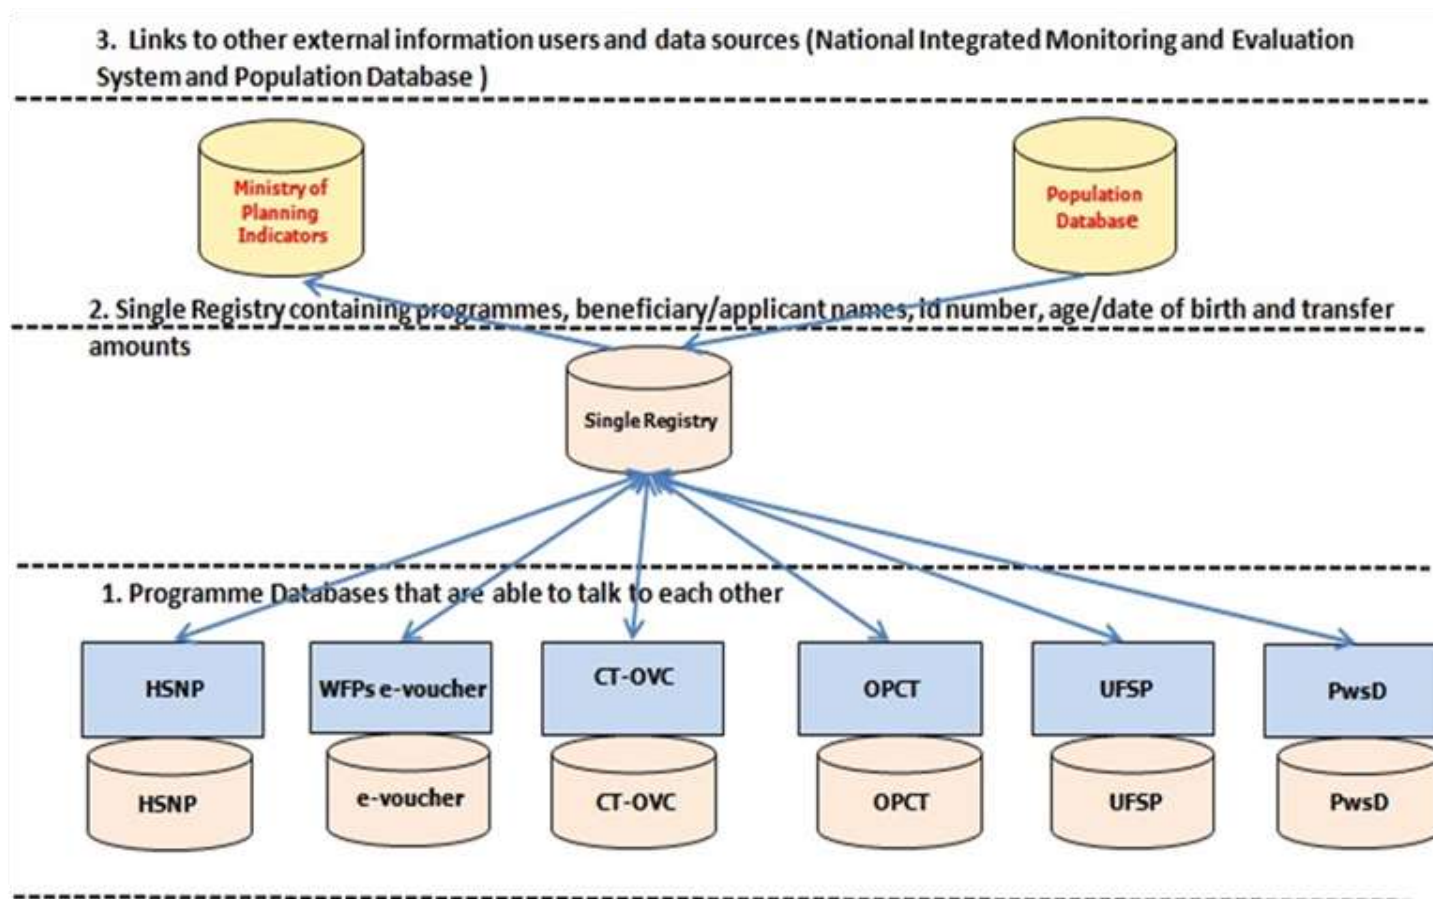 3. Links to other external information users and data sources (National Integrated Monitoring and Evaluation
System and Population Database )
Ministry of
Planning
Indicators
Population
Database
2. Single Registry containing programmes, beneficiary/applicant names, id number, age/date of birth and transfer
amounts
Single Registry
1. Programme Databases that are able to talk to each other
HSNP
WFPs e-voucher
CT-OVC
OPCT
UFSP
PwsD
HSNP
e-voucher
CT-OVC
OPCT
UFSP
PwsD